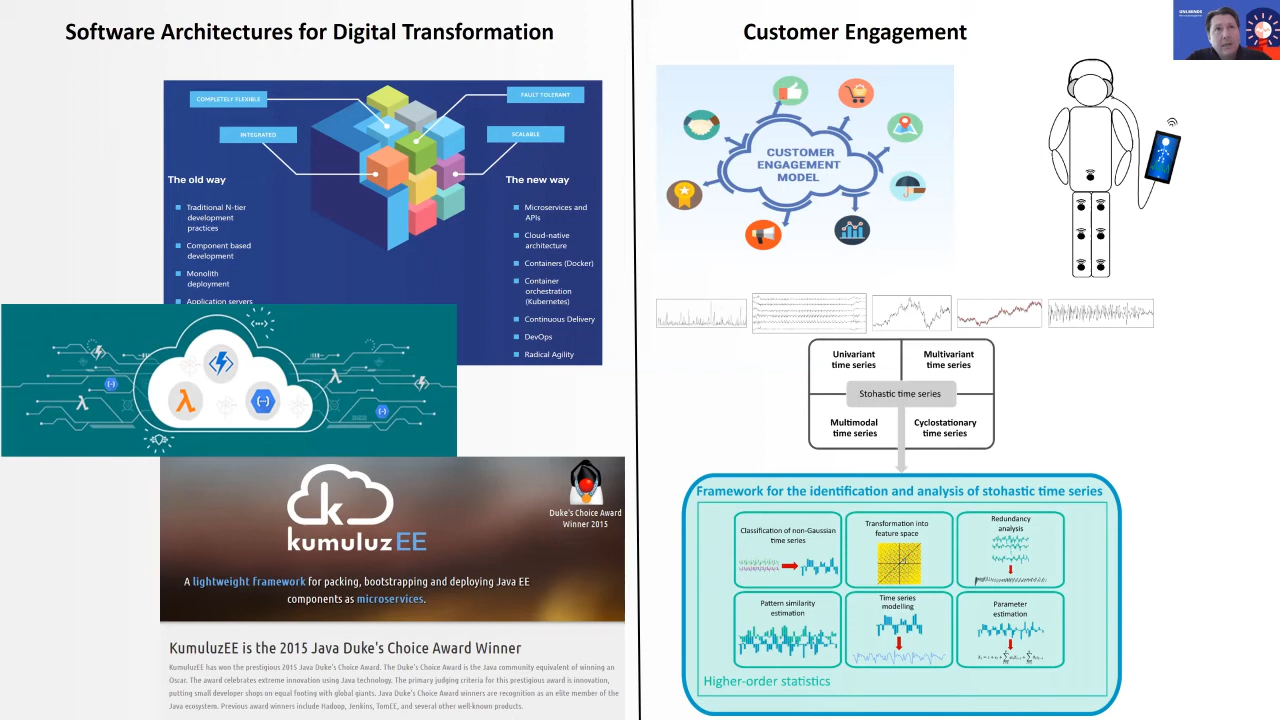 Software Architectures for Digital Transformation
COMPLETELY FLEXIBLE
FAULT TOLERANT
INTEGRATED
SCALABLE
The old way
Traditional N-tier
development
practices
Component based
development
Monolith
deployment
Application servers
The new way
Microservices and
APIs
Cloud-native
architecture
Containers (Docker)
Container
orchestration
(Kubernetes)
Continuous Delivery
DevOps
Radical Agility
k
kumuluzEE
Duke's Choice Award
Winner 2015
A lightweight framework for packing, bootstrapping and deploying Java EE
components as microservices.
KumuluzEE is the 2015 Java Duke's Choice Award Winner
KumuluzEE has won the prestigious 2015 Java Duke's Choice Award. The Duke's Choice Award is the Java community equivalent of winning an
Oscar. The award celebrates extreme innovation using Java technology. The primary judging criteria for this prestigious award is innovation,
putting small developer shops on equal footing with global giants. Java Duke's Choice Award winners are recognition as an elite member of the
Java ecosystem. Previous award winners include Hadoop, Jenkins, TomEE, and several other well-known products.
Customer Engagement
CUSTOMER
ENGAGEMENT
MODEL
Univariant
time series
Multivariant
time series
Stohastic time series
Multimodal
time series
Cyclostationary
time series
Framework for the identification and analysis of stohastic time series
Classification of non-Gaussian
time series
Transformation into
feature space
Redundancy
analysis
Pattern similarity
estimation
Time series
modelling
Parameter
estimation
Higher-order statistics